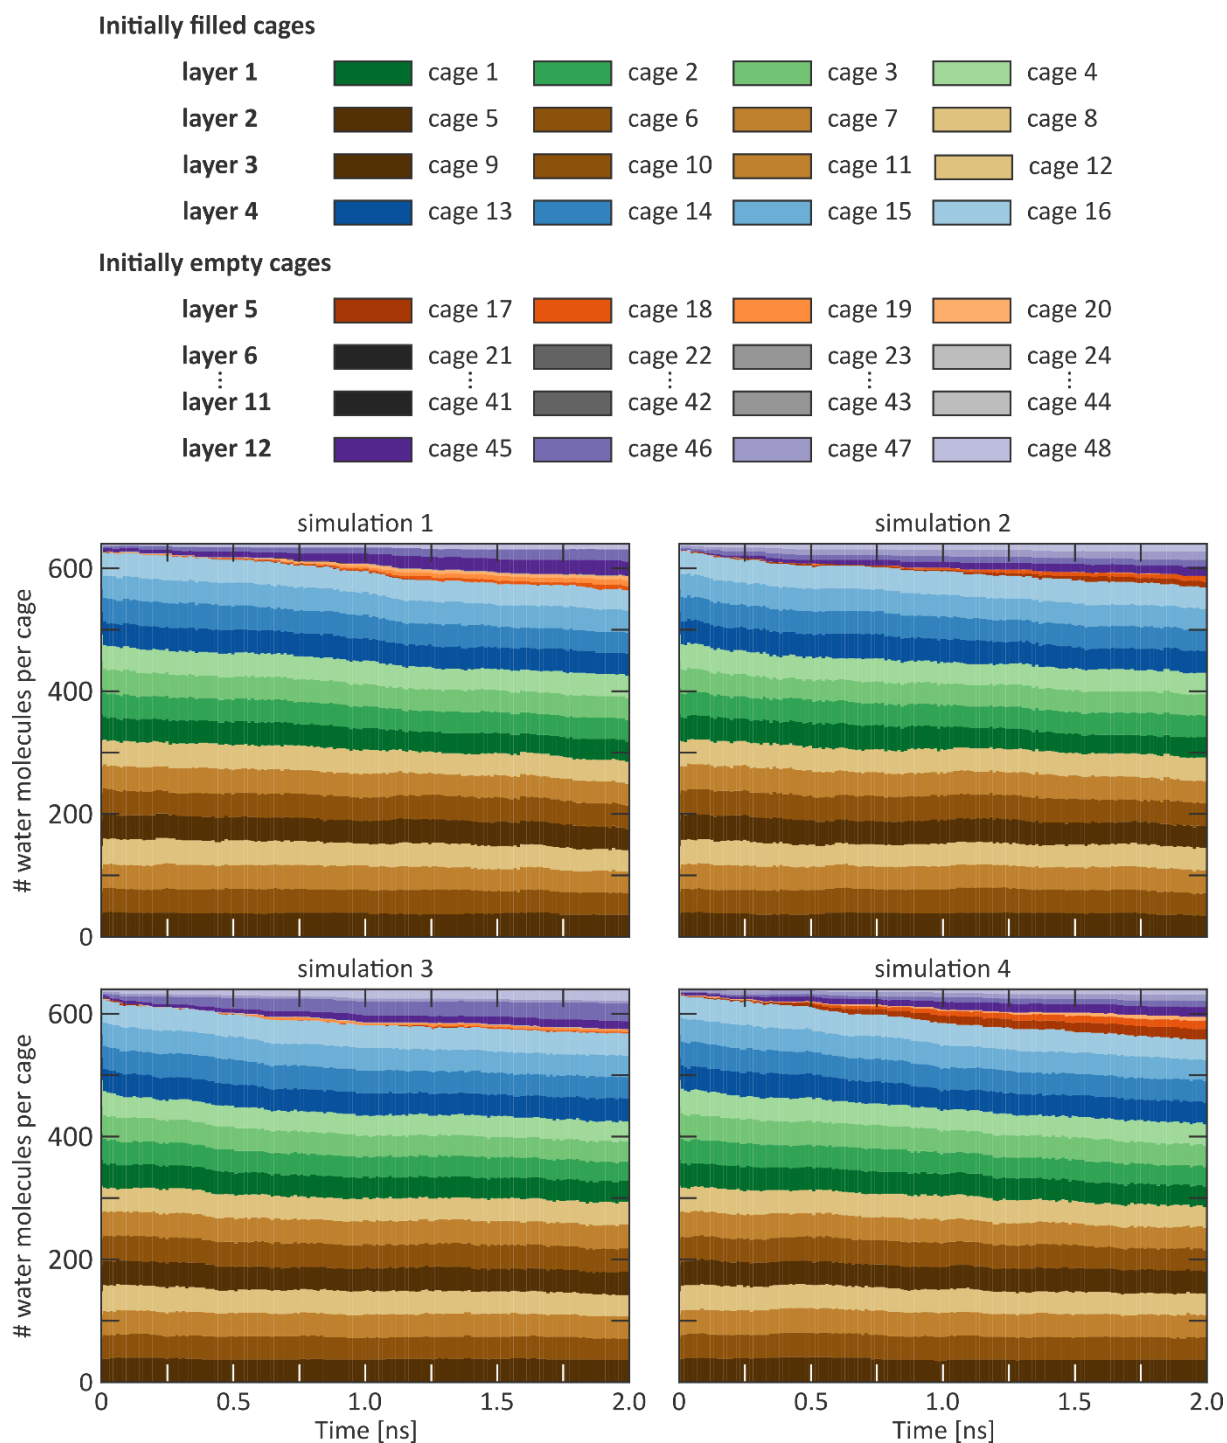 Initially filled cages
layer 1 cage 1 cage 2 cage 3 cage 4
layer 2 cage 5 cage 6 cage 7 cage 8
layer 3 cage 9 cage 10 cage 11 cage 12
layer 4 cage 13 cage 14 cage 15 cage 16
Initially empty cages
layer 5 cage 17 cage 18 cage 19 cage 20
layer 6 cage 21 cage 22 cage 23 cage 24
layer 11 cage 41 cage 42 cage 43 cage 44
layer 12 cage 45 cage 46 cage 47 cage 48
simulation 1 simulation 2
600
400
200
0
# water molecules per cage
simulation 3 simulation 4
600
400
200
0
# water molecules per cage
0 0.5 1.0 1.5 2.0 0 0.5 1.0 1.5 2.0
Time [ns] Time [ns]